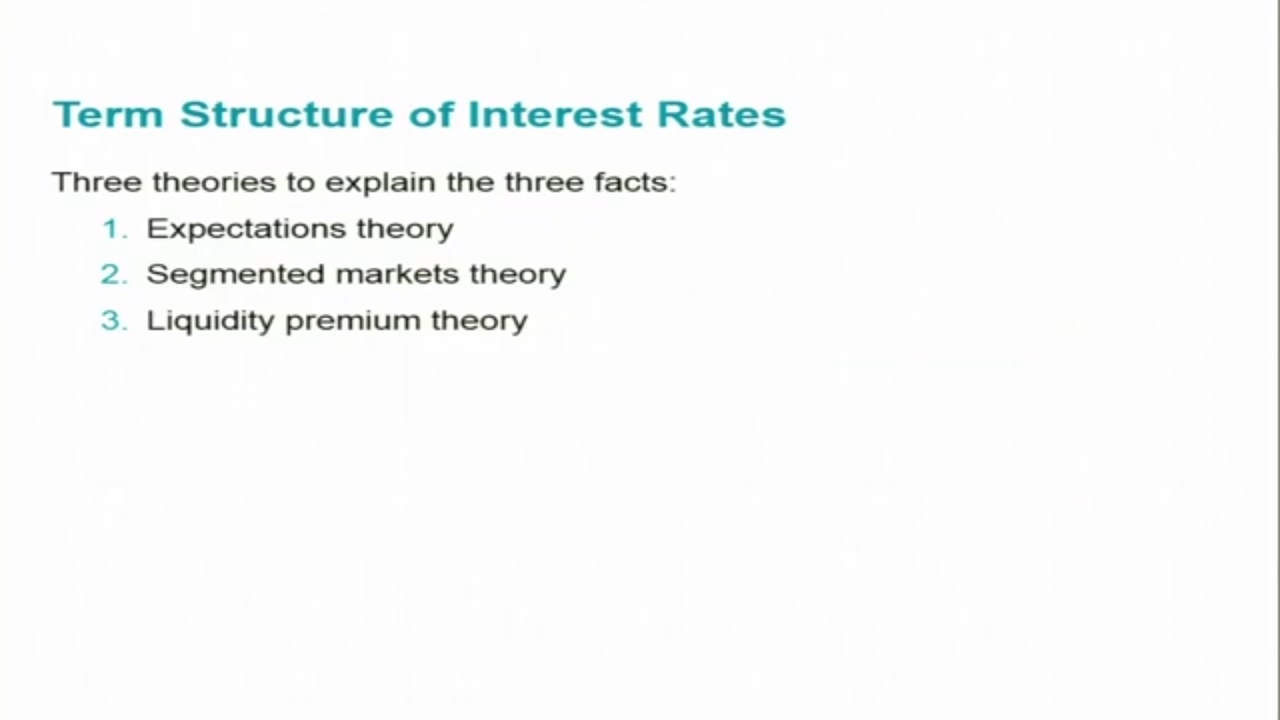 Term Structure of Interest Rates
Three theories to explain the three facts:
1. Expectations theory
2. Segmented markets theory
3. Liquidity premium theory